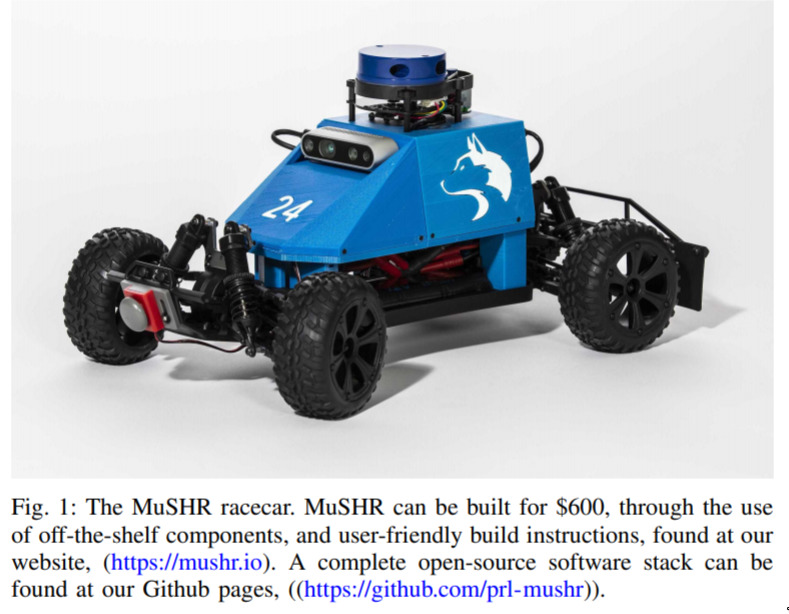 24
Fig. 1: The MuSHR racecar. MuSHR can be built for $600, through the use
of off-the-shelf components, and user-friendly build instructions, found at our
website, (https://mushr.io). A complete open-source software stack can be
found at our Github pages, ((https://github.com/prl-mushr)).